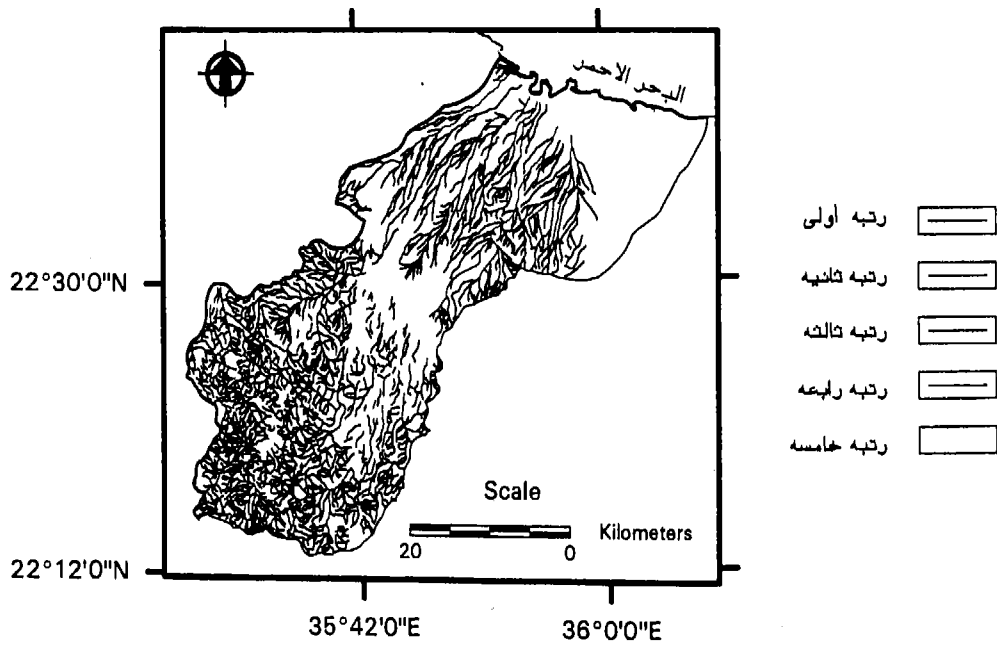 البحر الاحمر
رتبه أولى
رتبه ثانيه
رتبه ثالثه
رتبه رابعه
رتبه خامسه
22°30'0"N
22°12'0"N
Scale
Kilometers
20 0
35°42'0"E 36°0'0"E